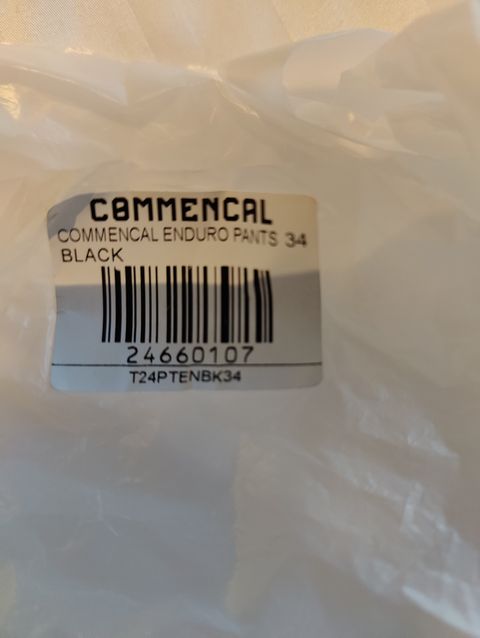 COMMENCAL
COMMENCAL ENDURO PANTS 34
BLACK
24660107
T24PTENBK34